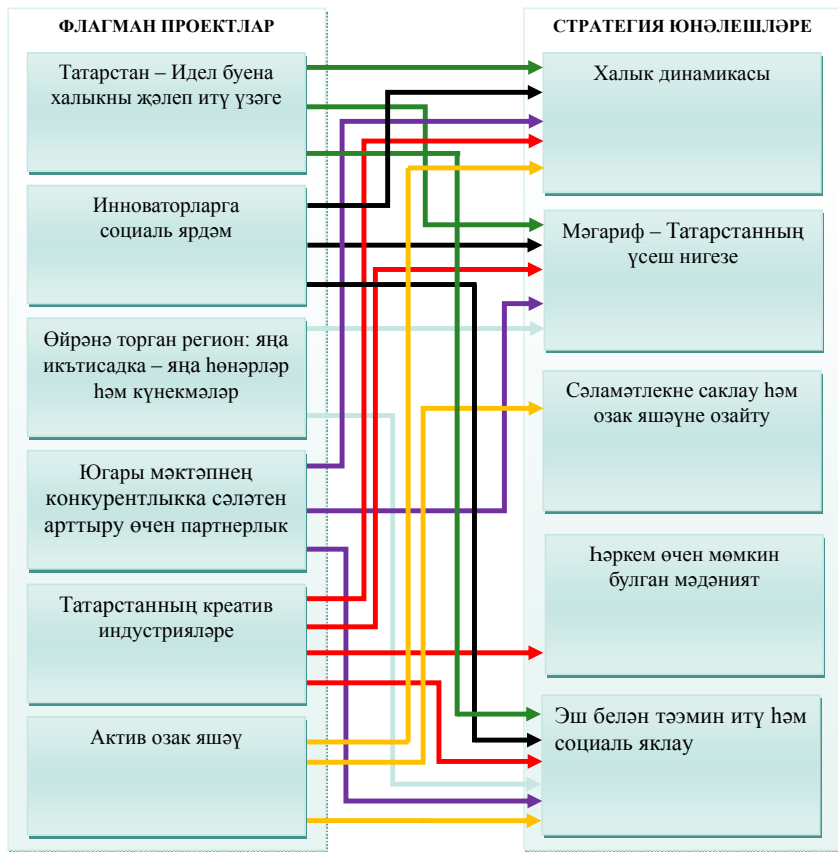 ФЛАГМАН ПРОЕКТЛАР
Татарстан – Идел буена
халыкны җәлеп итү үзәге
Инноваторларга
социаль ярдәм
Өйрәнә торган регион: яңа
икътисадка – яңа һөнәрләр
һәм күнекмәләр
Югары мәктәпнең
конкурентлыкка сәләтен
арттыру өчен партнерлык
Татарстанның креатив
индустрияләре
Актив озак яшәү
СТРАТЕГИЯ ЮНӘЛЕШЛӘРЕ
Халык динамикасы
Мәгариф – Татарстанның
үсеш нигезе
Сәламәтлекне саклау һәм
озак яшәүне озайту
Һәркем өчен мөмкин
булган мәдәният
Эш белән тәэмин итү һәм
социаль яклау